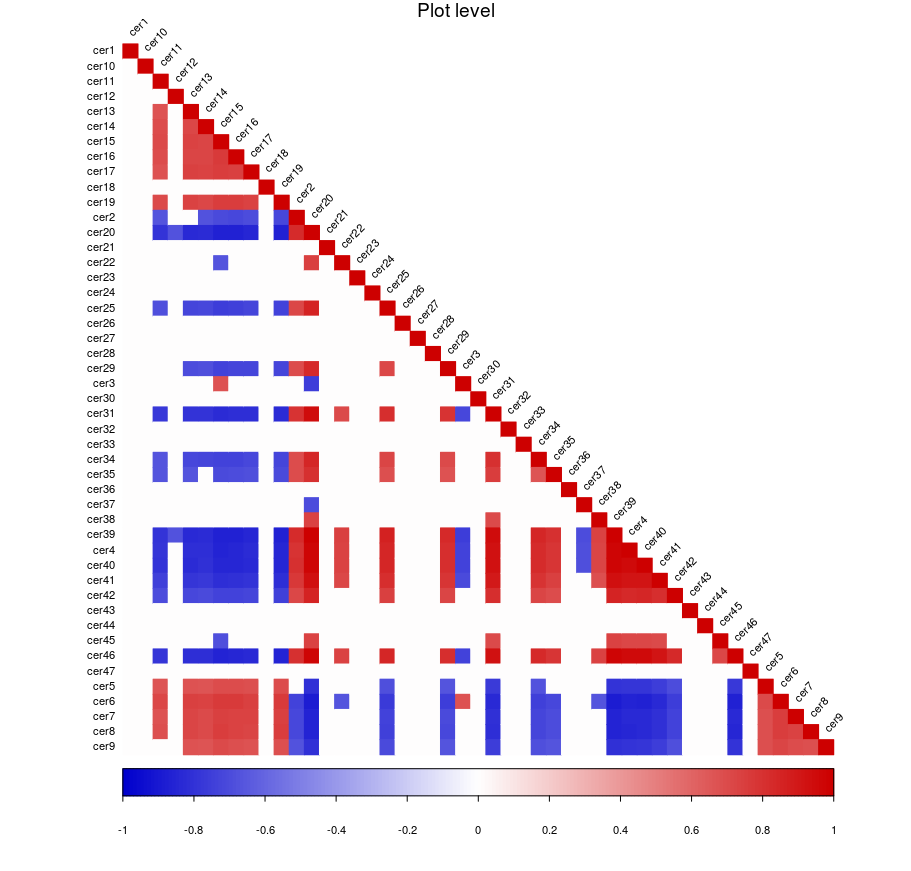 Plot level
cer1
cer10
cer11
cer12
cer13
cer14
cer15
cer16
cer17
cer18
cer19
cer2
cer20
cer21
cer22
cer23
cer24
cer25
cer26
cer27
cer28
cer29
cer3
cer30
cer31
cer32
cer33
cer34
cer35
cer36
cer37
cer38
cer39
cer4
cer40
cer41
cer42
cer43
cer44
cer45
cer46
cer47
cer5
cer6
cer7
cer8
cer9
cer1
cer10
cer11
cer12
cer13
cer14
cer15
cer16
cer17
cer18
cer19
cer2
cer20
cer21
cer22
cer23
cer24
cer25
cer26
cer27
cer28
cer29
cer3
cer30
cer31
cer32
cer33
cer34
cer35
cer36
cer37
cer38
cer39
cer4
cer40
cer41
cer42
cer43
cer44
cer45
cer46
cer47
cer5
cer6
cer7
cer8
cer9
-1 -0.8 -0.6 -0.4 -0.2 0 0.2 0.4 0.6 0.8 1